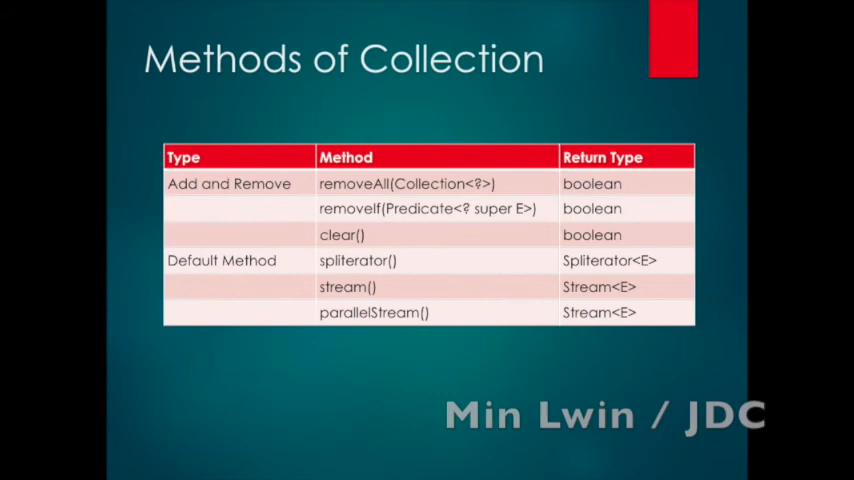 Methods of Collection
Type Method Return Type
Add and Remove removeAll(Collection<?>) boolean
removeIf(Predicate<? super E>) boolean
clear() boolean
Default Method spliterator() Spliterator<E>
stream() Stream<E>
parallelStream() Stream<E>
Min Lwin / JDC